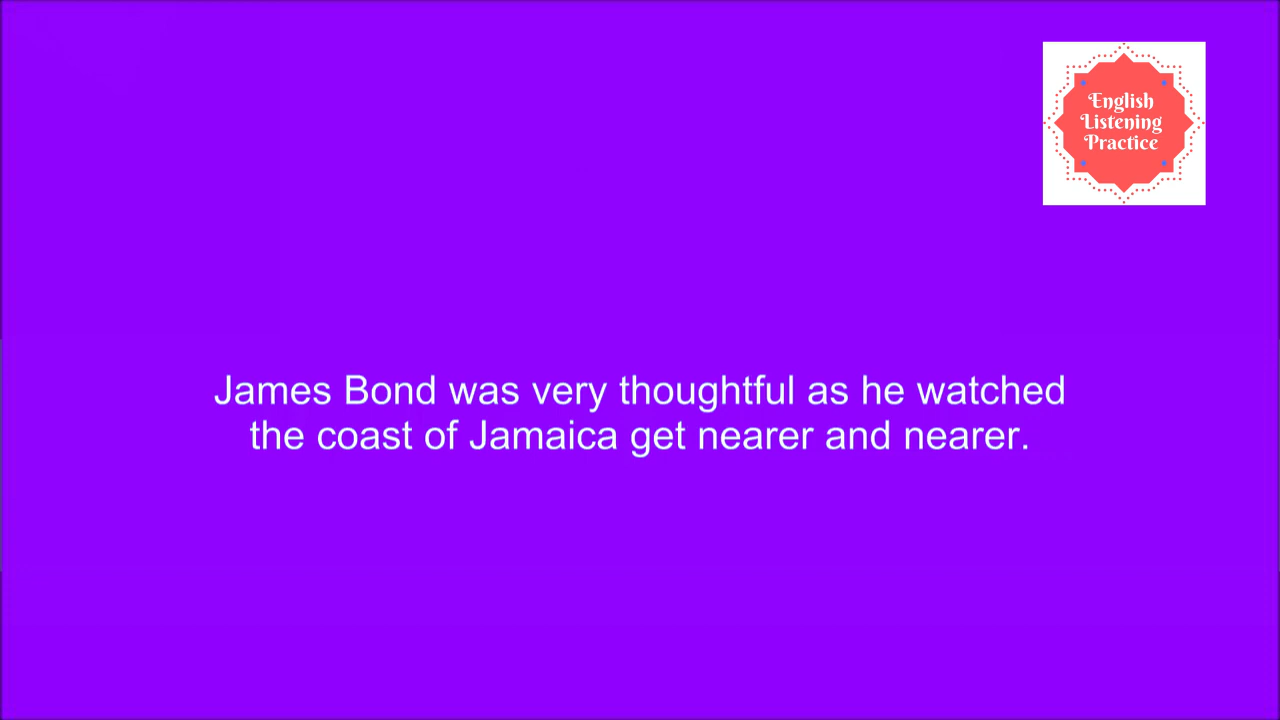 English
Listening
Practice
James Bond was very thoughtful as he watched
the coast of Jamaica get nearer and nearer.